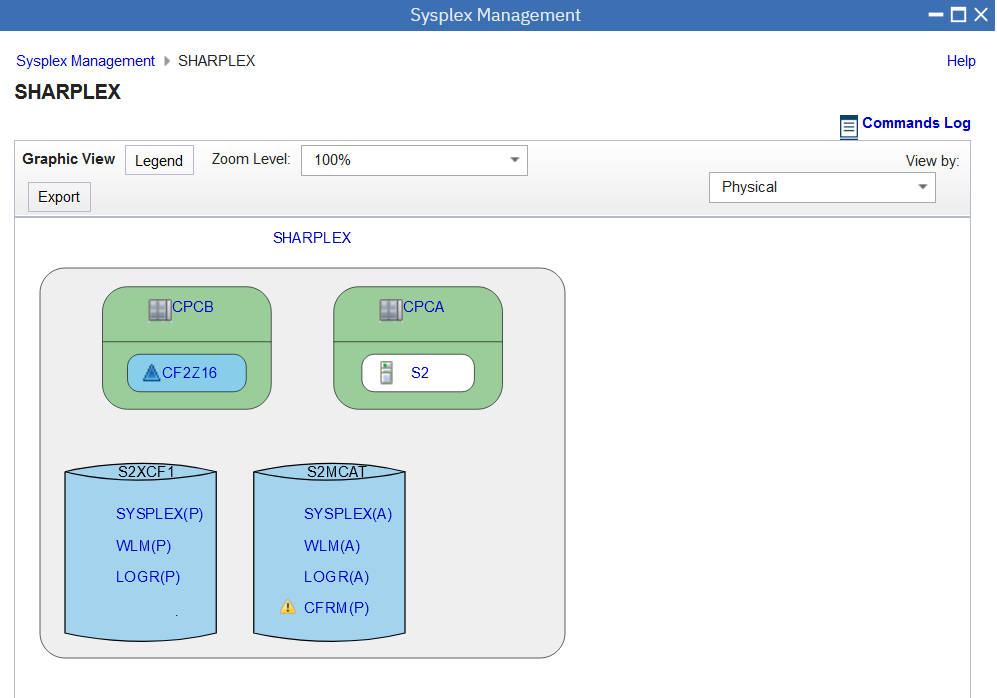 Sysplex Management
Sysplex Management SHARPLEX Help
SHARPLEX
Commands Log
Graphic View Legend Zoom Level: 100% View by:
Export Physical
SHARPLEX
CPCB CPCA
CF2Z16 S2
S2XCF1 S2MCAT
SYSPLEX(P) SYSPLEX(A)
WLM(P) WLM(A)
LOGR(P) LOGR(A)
. CFRM(P)